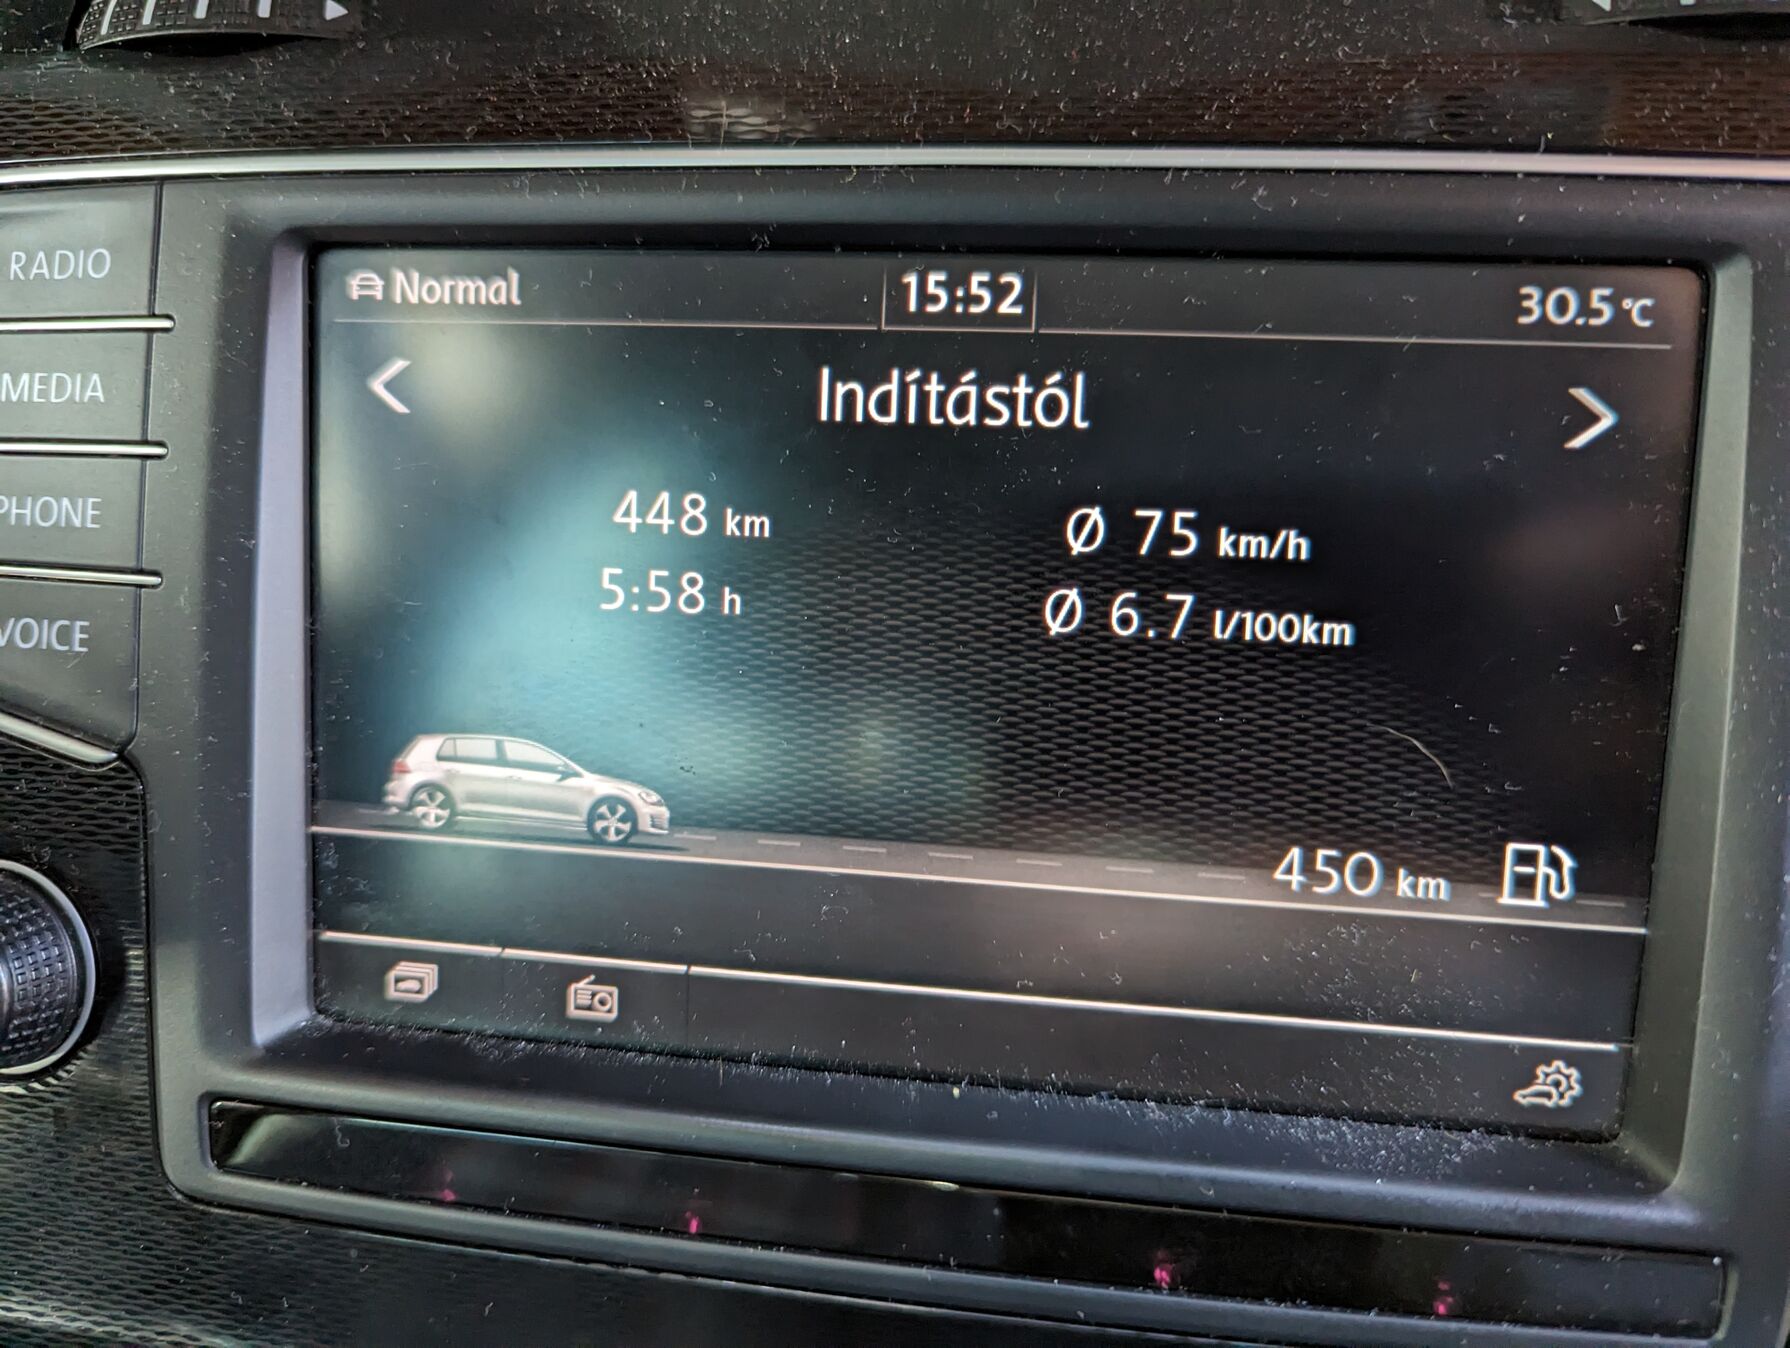 RADIO
MEDIA
PHONE
VOICE
Normal
15:52
30.5 °C
Indítástól
448 km
Ø 75 km/h
5:58 h
Ø 6.7 l/100km
450 km